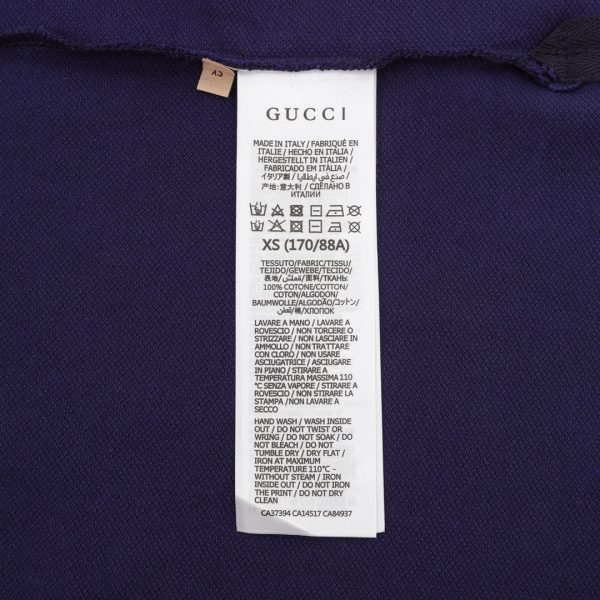 GUCCI
MADE IN ITALY / FABRIQUÉ EN
ITALIE / HECHO EN ITALIA /
HERGESTELLT IN ITALIEN /
FABRICADO EM ITÁLIA /
イタリア製 / صنع في ايطاليا /
产地: 意大利 / СДЕЛАНО В
ИТАЛИИ
XS (170/88A)
TESSUTO/FABRIC/TISSU/
TEJIDO/GEWEBE/TECIDO/
表地/قماش/面料/ТКАНЬ:
100% COTONE/COTTON/
COTON/ALGODON/
BAUMWOLLE/ALGODÃO/コットン/
قطن/棉/ХЛОПОК
LAVARE A MANO / LAVARE A
ROVESCIO / NON TORCERE O
STRIZZARE / NON LASCIARE IN
AMMOLLO / NON TRATTARE
CON CLORO / NON USARE
ASCIUGATRICE / ASCIUGARE
IN PIANO / STIRARE A
TEMPERATURA MASSIMA 110
°C SENZA VAPORE / STIRARE A
ROVESCIO / NON STIRARE LA
STAMPA / NON LAVARE A
SECCO
HAND WASH / WASH INSIDE
OUT / DO NOT TWIST OR
WRING / DO NOT SOAK / DO
NOT BLEACH / DO NOT
TUMBLE DRY / DRY FLAT /
IRON AT MAXIMUM
TEMPERATURE 110°C -
WITHOUT STEAM / IRON
INSIDE OUT / DO NOT IRON
THE PRINT / DO NOT DRY
CLEAN
CA37394 CA14517 CA84937